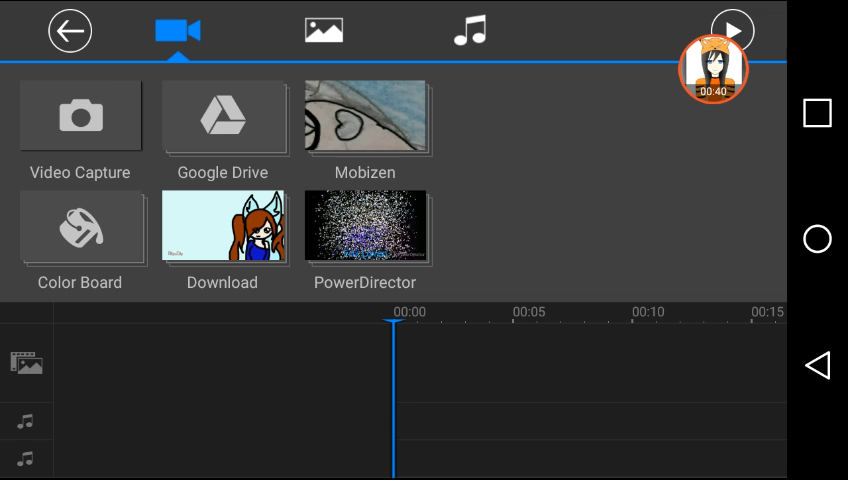 00:40
Video Capture
Google Drive
Mobizen
Color Board
Download
PowerDirector
00:00
00:05
00:10
00:15